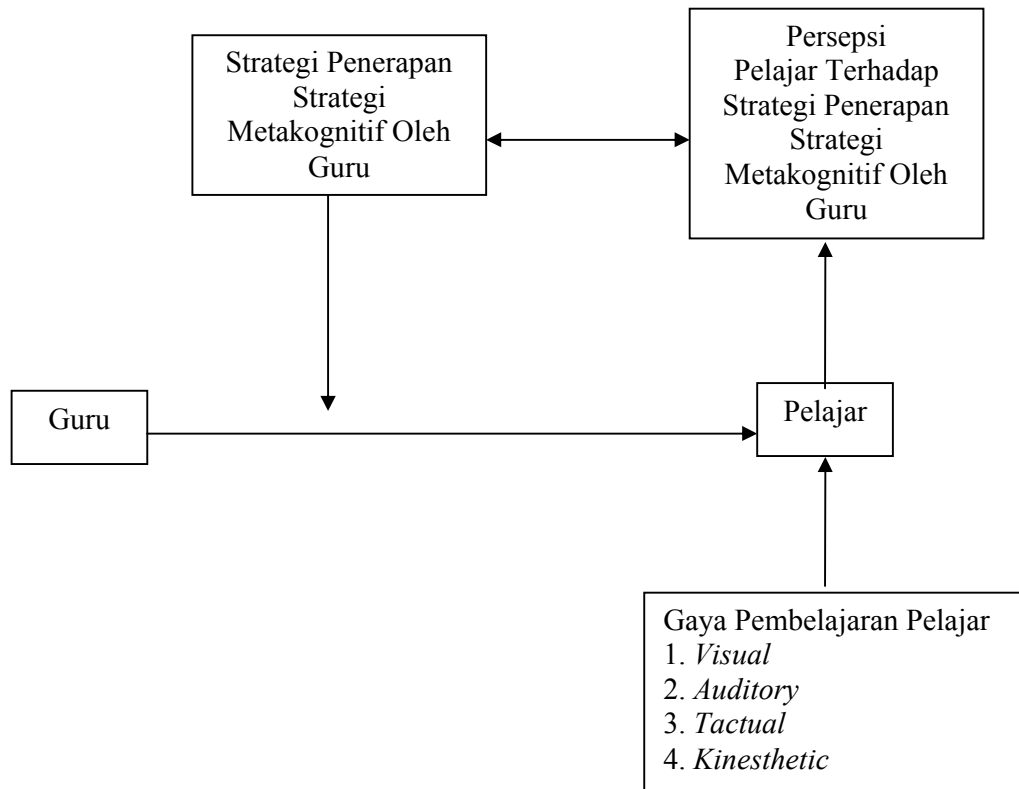 Strategi Penerapan
Strategi
Metakognitif Oleh
Guru
Persepsi
Pelajar Terhadap
Strategi Penerapan
Strategi
Metakognitif Oleh
Guru
Guru
Pelajar
Gaya Pembelajaran Pelajar
1. Visual
2. Auditory
3. Tactual
4. Kinesthetic